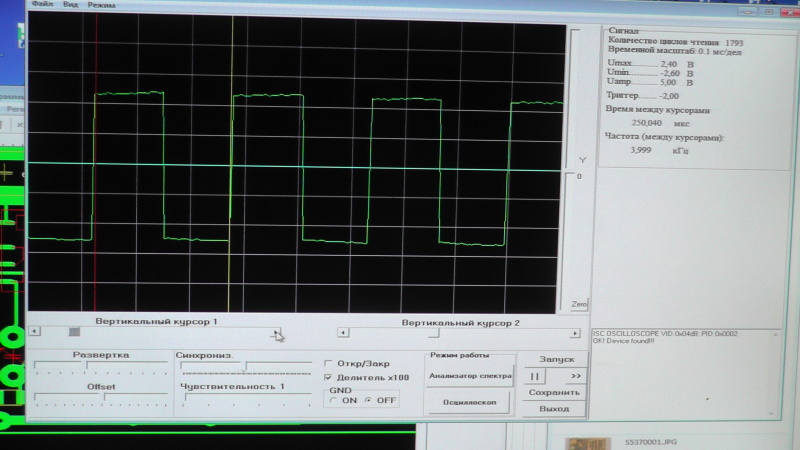 Файл Вид Режимы
Сигнал
Количество циклов чтения 1793
Временной масштаб: 0.1 мс/дел
Umax......... 2,40 В
Umin.......... -2,60 В
Uамр.......... 5,00 В
Триггер....... -2,00
Время между курсорами
250,040 мкс
Частота (между курсорами):
3,999 кГц
Y
0
Zero
Вертикальный курсор 1
Вертикальный курсор 2
ISC OSCILLOSCOPE VID: 0x04d8; PID: 0x0002
OK! Device found!!!
Развертка
Offset
Синхрониз.
Чувствительность 1
Откр/Закр
Делитель x100
GND
ON OFF
Режим работы
Анализатор спектра
Осциллоскоп
Запуск
|| >>
Сохранить
Выход
S5370001.JPG